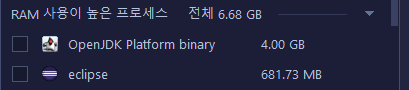 RAM 사용이 높은 프로세스 전체 6.68 GB
OpenJDK Platform binary 4.00 GB
eclipse 681.73 MB